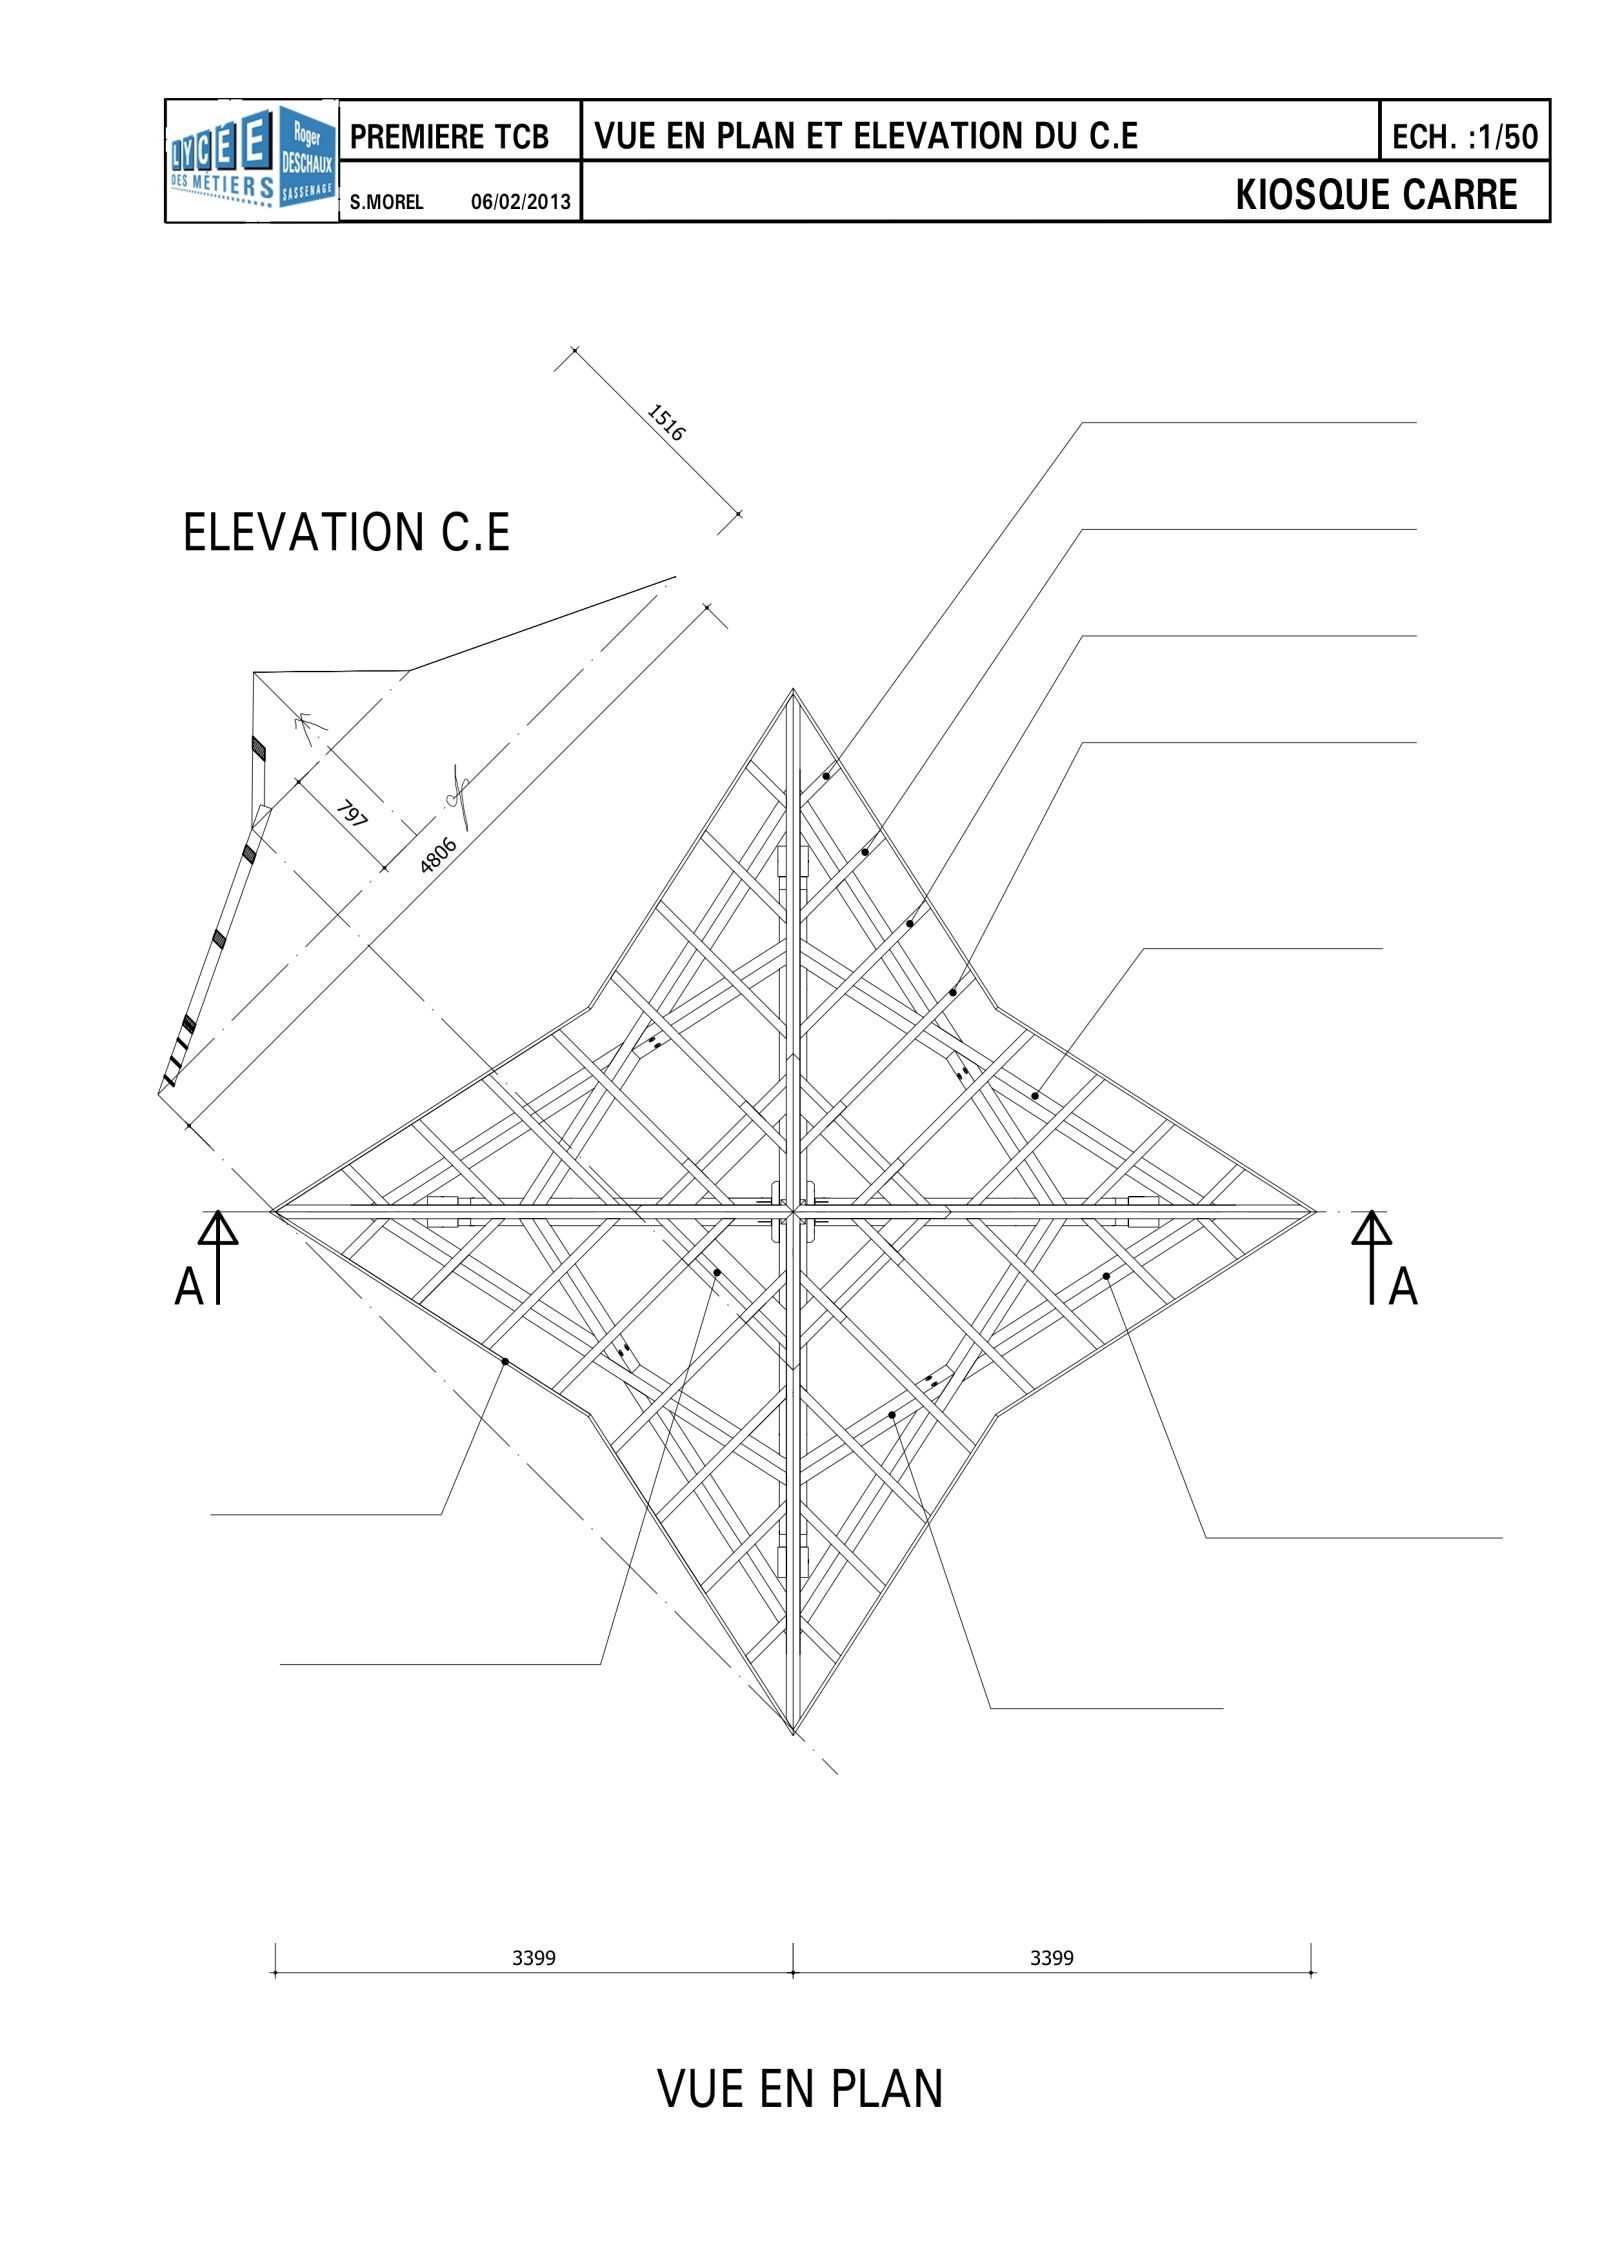 LYCÉE
DES MÉTIERS
Roger
DESCHAUX
SASSENAGE
PREMIERE TCB
VUE EN PLAN ET ELEVATION DU C.E
ECH. :1/50
S.MOREL 06/02/2013
KIOSQUE CARRE
1516
ELEVATION C.E
797
4806
A
A
3399
3399
VUE EN PLAN